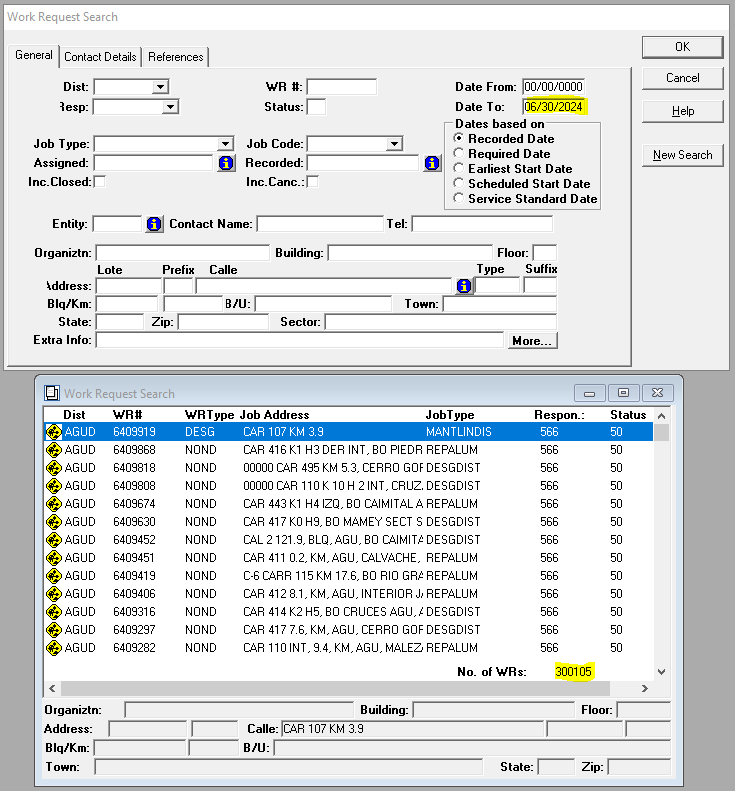 Work Request Search
General Contact Details References
OK
Cancel
Help
New Search
Dist: WR #: Date From: 00/00/0000
Resp: Status: Date To: 06/30/2024
Dates based on
Recorded Date
Required Date
Earliest Start Date
Scheduled Start Date
Service Standard Date
Job Type: Job Code:
Assigned: Recorded:
Inc.Closed: Inc.Canc.:
Entity: Contact Name: Tel:
Organiztn: Building: Floor:
Lote Prefix Calle Type Suffix
Address:
Blq/Km: B/U: Town:
State: Zip: Sector:
Extra Info: More...
Work Request Search
Dist WR# WRType Job Address JobType Respon.: Status
AGUD 6409919 DESG CAR 107 KM 3.9 MANTLINDIS 566 50
AGUD 6409868 NOND CAR 416 K1 H3 DER INT, BO PIEDR REPALUM 566 50
AGUD 6409818 NOND 00000 CAR 495 KM 5.3, CERRO GOF DESGDIST 566 50
AGUD 6409808 NOND 00000 CAR 110 K 10 H 2 INT, CRUZ. DESGDIST 566 50
AGUD 6409674 NOND CAR 443 K1 H4 IZQ, BO CAIMITAL A REPALUM 566 50
AGUD 6409630 NOND CAR 417 K0 H9, BO MAMEY SECT S DESGDIST 566 50
AGUD 6409452 NOND CAL 2 121.9, BLQ, AGU, BO CAIMITA DESGDIST 566 50
AGUD 6409451 NOND CAR 411 0.2, KM, AGU, CALVACHE, REPALUM 566 50
AGUD 6409419 NOND C-6 CARR 115 KM 17.6, BO RIO GRA REPALUM 566 50
AGUD 6409406 NOND CAR 412 8.1, KM, AGU, INTERIOR JA REPALUM 566 50
AGUD 6409316 NOND CAR 414 K2 H5, BO CRUCES AGU, A DESGDIST 566 50
AGUD 6409297 NOND CAR 417 7.6, KM, AGU, CERRO GOF DESGDIST 566 50
AGUD 6409282 NOND CAR 110 INT, 9.4, KM, AGU, MALEZA DESGDIST 566 50
No. of WRs: 300105
Organiztn: Building: Floor:
Address: Calle: CAR 107 KM 3.9
Blq/Km: B/U:
Town: State: Zip: